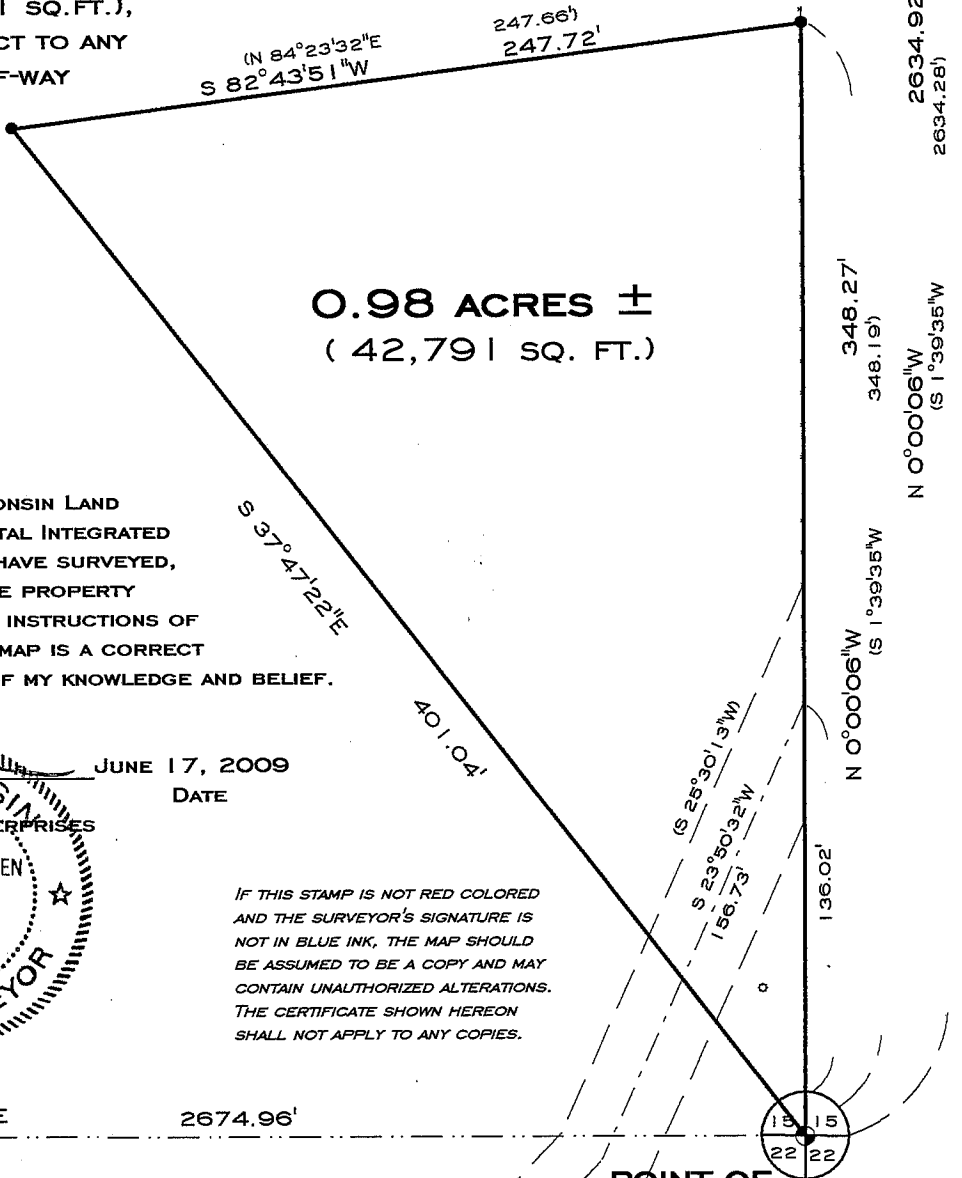 SQ.FT.),
CT TO ANY
F-WAY
(N 84°23'32"E 247.66')
S 82°43'51"W 247.72'
2634.92
2634.28')
0.98 ACRES ±
( 42,791 SQ. FT.)
348.27'
348.19')
N 0°00'06"W
(S 1°39'35"W
ONSIN LAND
TAL INTEGRATED
HAVE SURVEYED,
E PROPERTY
INSTRUCTIONS OF
MAP IS A CORRECT
F MY KNOWLEDGE AND BELIEF.
S 37°47'22"E
401.04'
N 0°00'06"W
(S 1°39'35"W
(S 25°30'13"W)
S 23°50'32"W
156.73'
136.02'
JUNE 17, 2009
DATE
ERPRISES
SIN
EN
YOR
IF THIS STAMP IS NOT RED COLORED
AND THE SURVEYOR'S SIGNATURE IS
NOT IN BLUE INK, THE MAP SHOULD
BE ASSUMED TO BE A COPY AND MAY
CONTAIN UNAUTHORIZED ALTERATIONS.
THE CERTIFICATE SHOWN HEREON
SHALL NOT APPLY TO ANY COPIES.
E 2674.96'
15 15
22 22
POINT OF